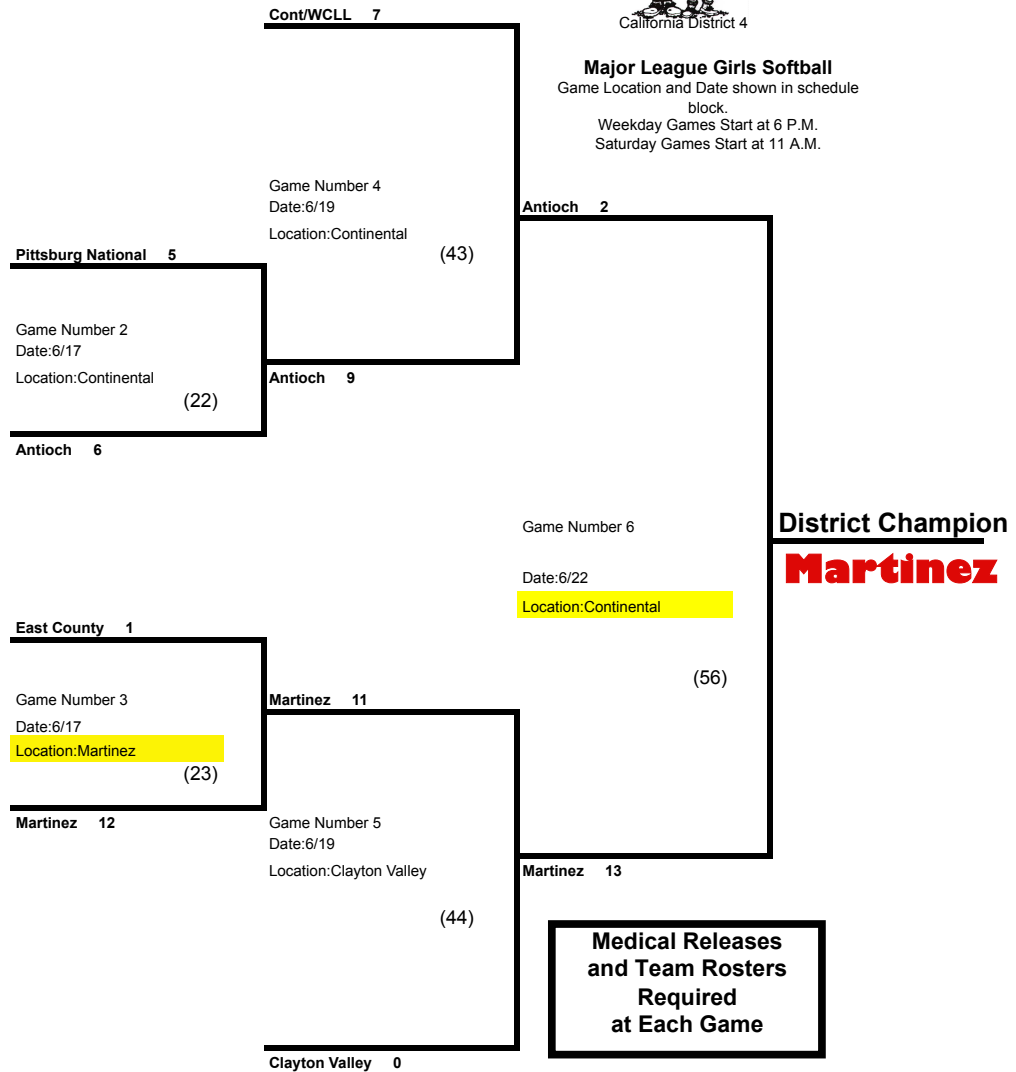 Cont/WCLL 7
California District 4
Major League Girls Softball
Game Location and Date shown in schedule
block.
Weekday Games Start at 6 P.M.
Saturday Games Start at 11 A.M.
Game Number 4
Date:6/19
Location:Continental
(43)
Antioch 2
Pittsburg National 5
Game Number 2
Date:6/17
Location:Continental
(22)
Antioch 9
Antioch 6
Game Number 6
Date:6/22
Location:Continental
(56)
District Champion
Martinez
East County 1
Game Number 3
Date:6/17
Location:Martinez
(23)
Martinez 11
Martinez 12
Game Number 5
Date:6/19
Location:Clayton Valley
(44)
Martinez 13
Clayton Valley 0
Medical Releases
and Team Rosters
Required
at Each Game